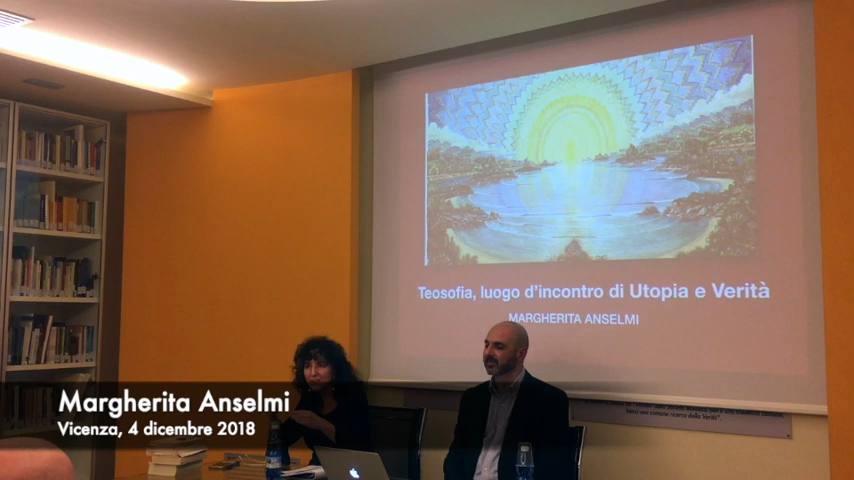 Teosofia, luogo d'incontro di Utopia e Verità
MARGHERITA ANSELMI
Margherita Anselmi
Vicenza, 4 dicembre 2018